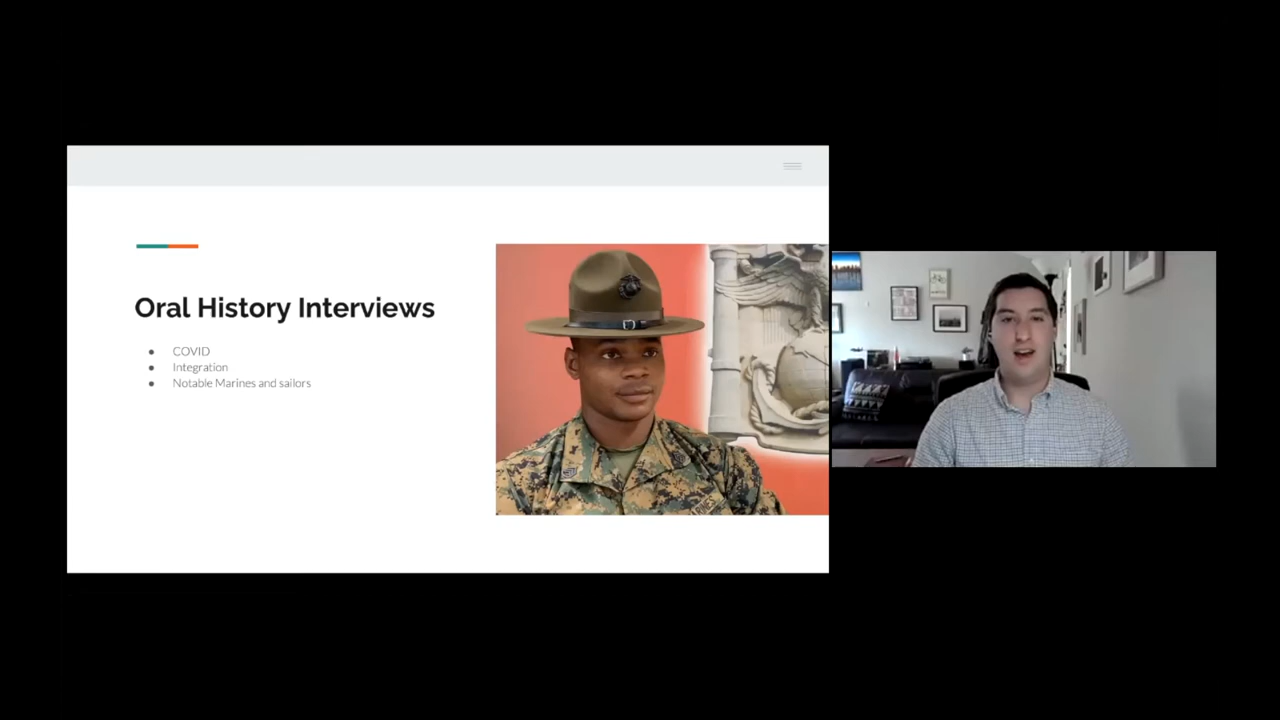 Oral History Interviews
COVID
Integration
Notable Marines and sailors